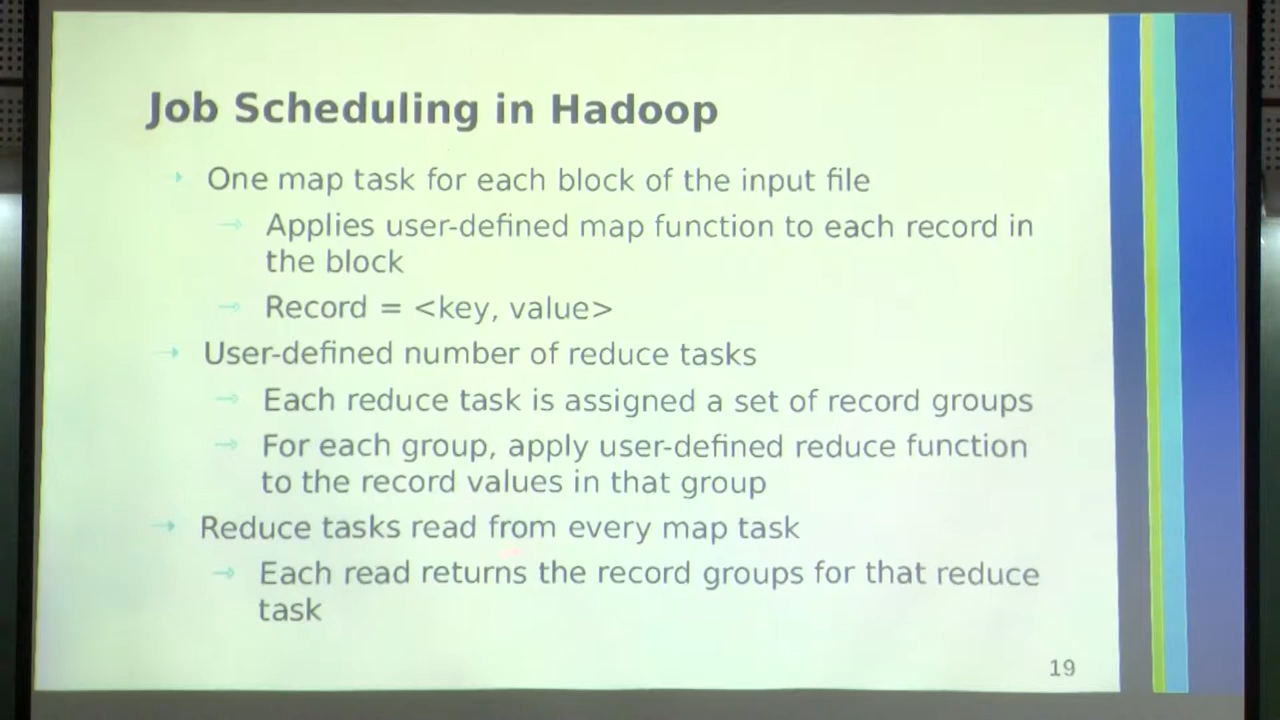 Job Scheduling in Hadoop
One map task for each block of the input file
Applies user-defined map function to each record in
the block
Record = <key, value>
User-defined number of reduce tasks
Each reduce task is assigned a set of record groups
For each group, apply user-defined reduce function
to the record values in that group
Reduce tasks read from every map task
Each read returns the record groups for that reduce
task
19